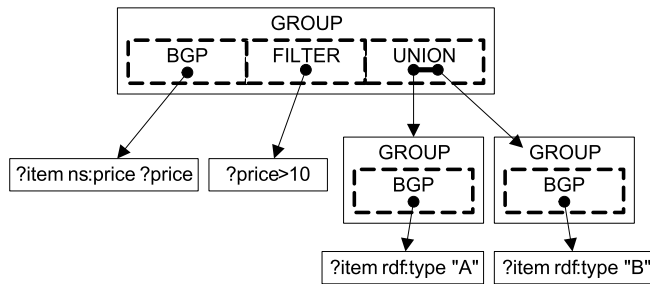 GROUP
BGP FILTER UNION
?item ns:price ?price ?price>10
GROUP GROUP
BGP BGP
?item rdf:type "A" ?item rdf:type "B"